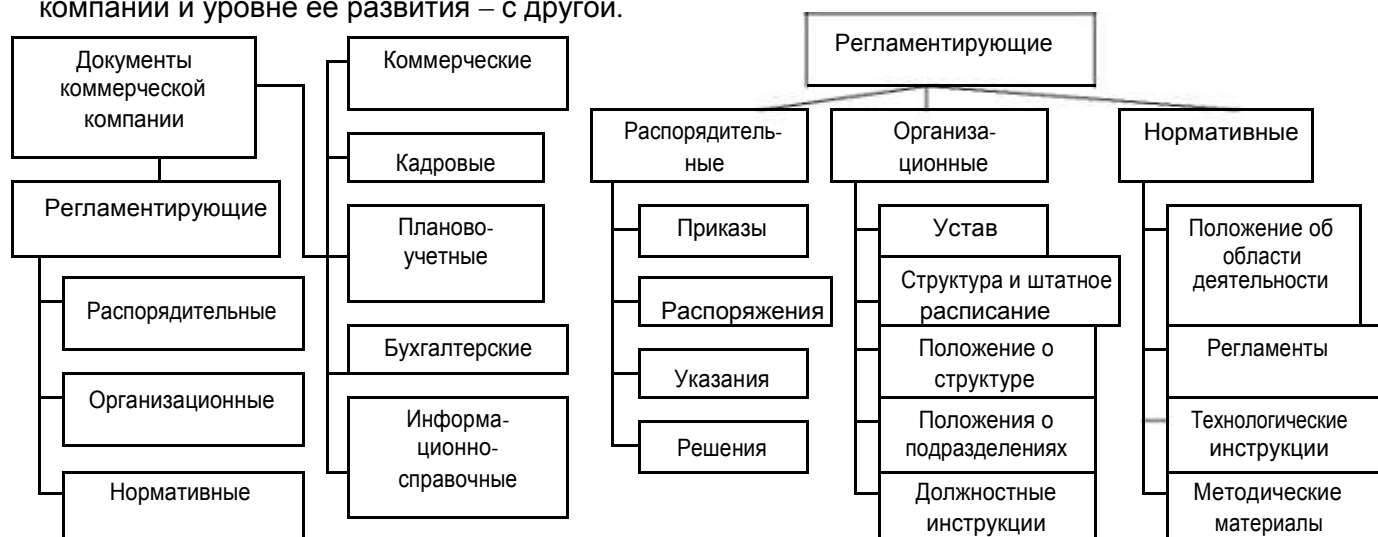 компании и уровне ее развития – с другой.
Документы
коммерческой
компании
Регламентирующие
Распорядительные
Организационные
Нормативные
Коммерческие
Кадровые
Планово-
учетные
Бухгалтерские
Информа-
ционно-
справочные
Регламентирующие
Распорядитель-
ные
Приказы
Распоряжения
Указания
Решения
Организа-
ционные
Устав
Структура и штатное
расписание
Положение о
структуре
Положения о
подразделениях
Должностные
инструкции
Нормативные
Положение об
области
деятельности
Регламенты
Технологические
инструкции
Методические
материалы